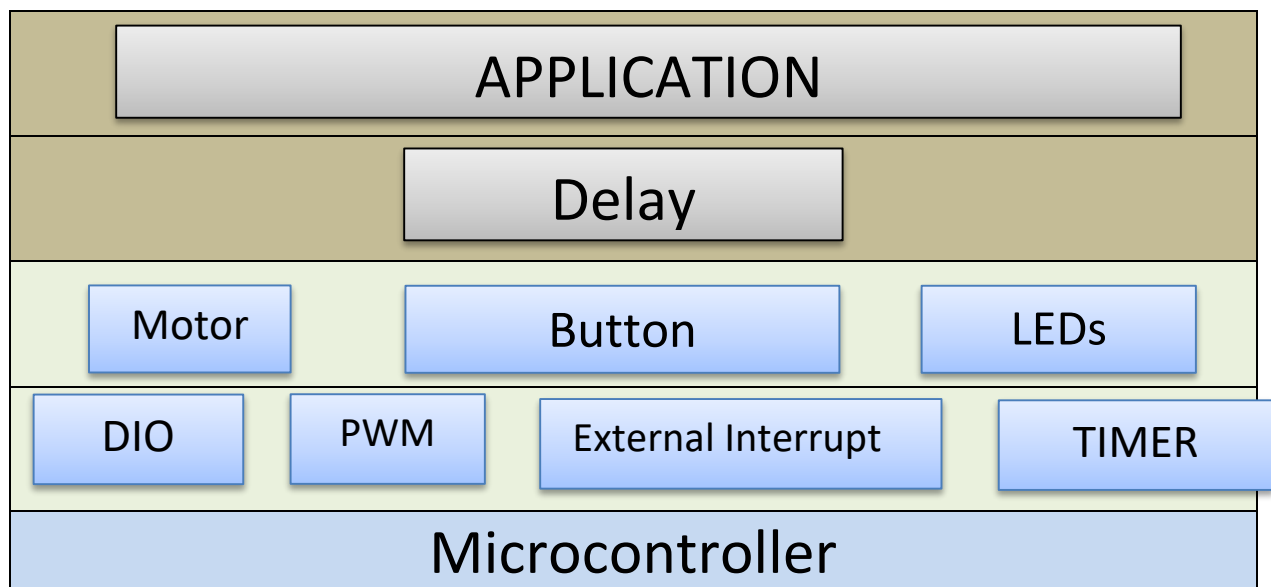 APPLICATION
Delay
Motor
Button
LEDs
DIO
PWM
External Interrupt
TIMER
Microcontroller